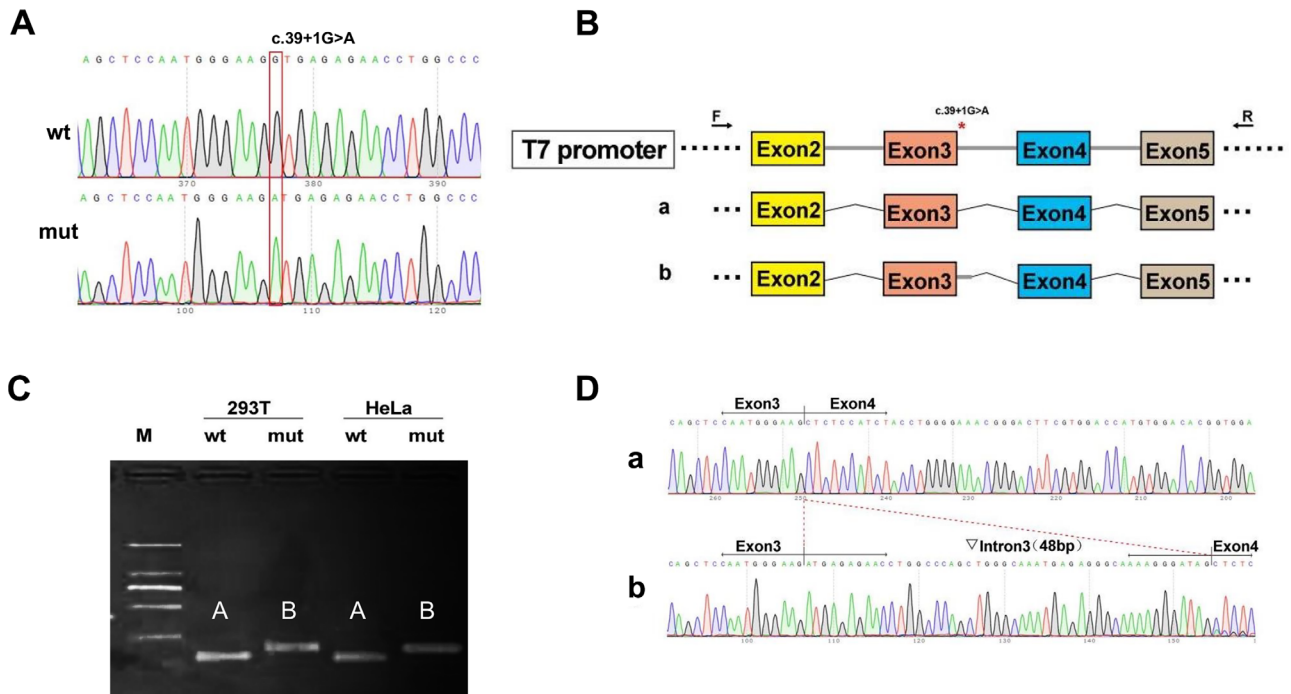 A
c.39+1G>A
A G C T C C A A T G G G A A G G T G A G A G A A C C T G G C C C
wt
370 380 390
A G C T C C A A T G G G A A G A T G A G A G A A C C T G G C C C
mut
100 110 120
B
c.39+1G>A
F * R
T7 promoter Exon2 Exon3 Exon4 Exon5
a Exon2 Exon3 Exon4 Exon5
b Exon2 Exon3 Exon4 Exon5
C
293T HeLa
M wt mut wt mut
A B A B
D
Exon3 Exon4
CAGCTCCAATGGGAAGCTCTCCATCTACCTGGGGAAACGGGACTTCGTGGACCATGTGGACACGGTGGA
a
260 250 240 230 220 210 200
Exon3 ▽Intron3（48bp） Exon4
CAGCTCCAATGGGAAGATGAGAGAACCTGGCCCAGCTGGGCAAATGAGAGGGCAAAAGGGATAGCTCTC
b
100 110 120 130 140 150